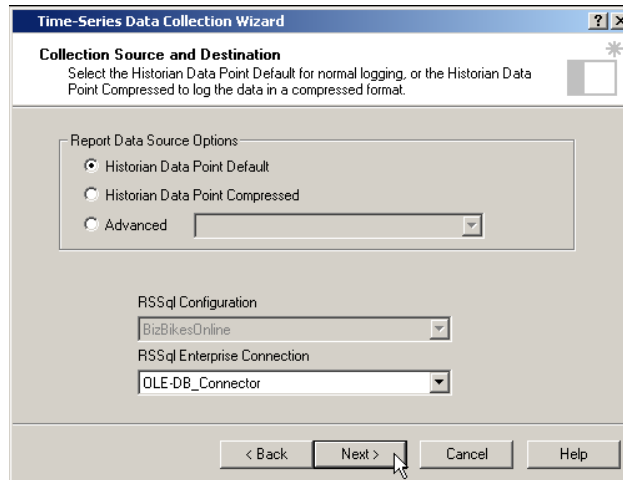 Time-Series Data Collection Wizard
Collection Source and Destination
Select the Historian Data Point Default for normal logging, or the Historian Data
Point Compressed to log the data in a compressed format.
Report Data Source Options
Historian Data Point Default
Historian Data Point Compressed
Advanced
RSSql Configuration
BizBikesOnline
RSSql Enterprise Connection
OLE-DB_Connector
< Back
Next >
Cancel
Help